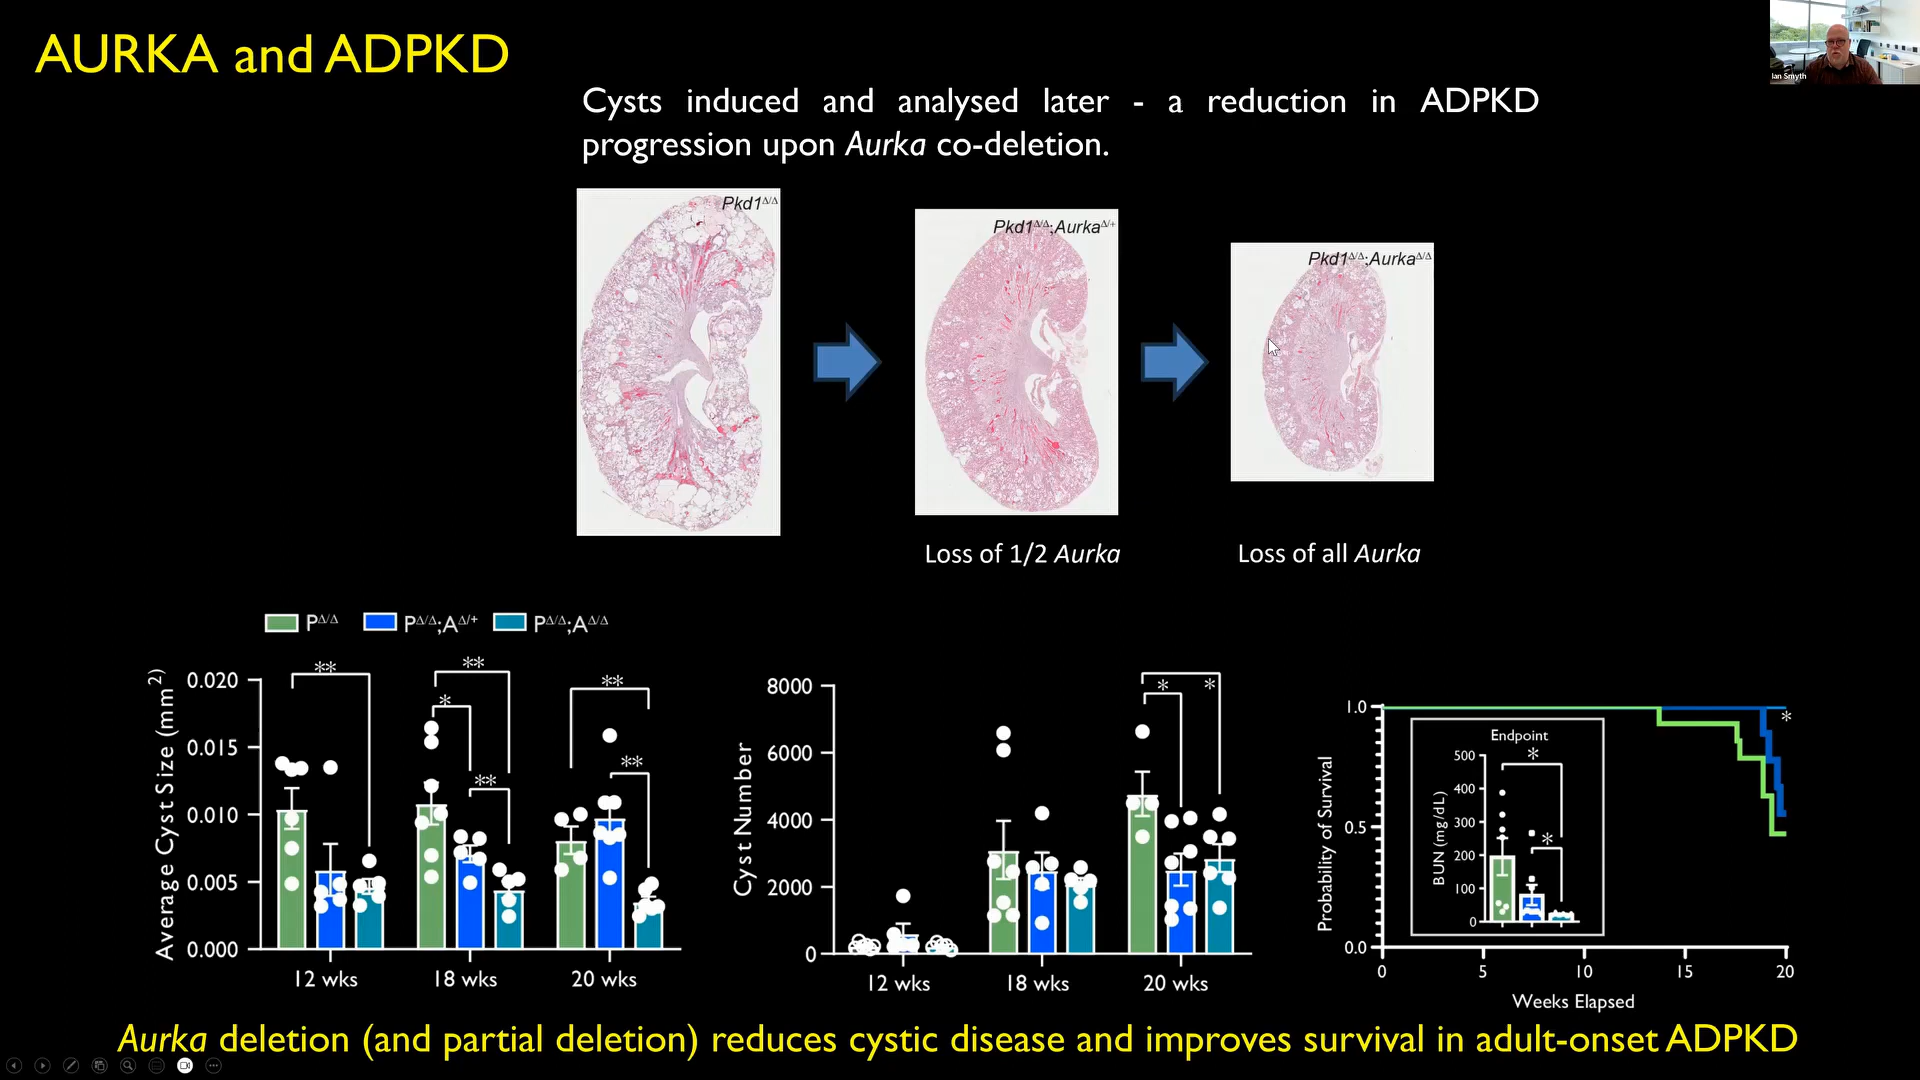 AURKA and ADPKD
Ian Smyth
Cysts induced and analysed later - a reduction in ADPKD
progression upon Aurka co-deletion.
Pkd1Δ/Δ
Pkd1Δ/Δ;AurkaΔ/+
Pkd1Δ/Δ;AurkaΔ/Δ
Loss of 1/2 Aurka
Loss of all Aurka
PΔ/Δ
PΔ/Δ;AΔ/+
PΔ/Δ;AΔ/Δ
Average Cyst Size (mm2)
0.020
0.015
0.010
0.005
0.000
**
**
*
**
**
**
12 wks
18 wks
20 wks
Cyst Number
8000
6000
4000
2000
0
*
*
12 wks
18 wks
20 wks
Probability of Survival
1.0
0.5
0.0
*
Endpoint
*
*
BUN (mg/dL)
500
400
300
200
100
0
0
5
10
15
20
Weeks Elapsed
Aurka deletion (and partial deletion) reduces cystic disease and improves survival in adult-onset ADPKD